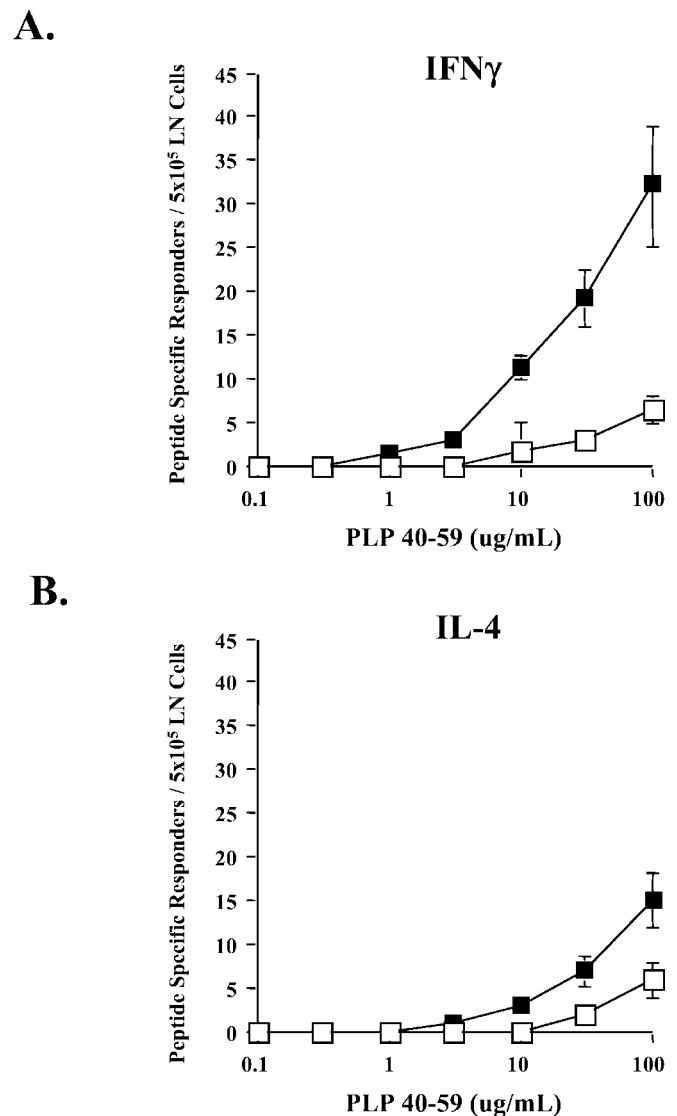 A.
IFNγ
Peptide Specific Responders / 5x10⁵ LN Cells
45
40
35
30
25
20
15
10
5
0
0.1 1 10 100
PLP 40-59 (ug/mL)
B.
IL-4
Peptide Specific Responders / 5x10⁵ LN Cells
45
40
35
30
25
20
15
10
5
0
0.1 1 10 100
PLP 40-59 (ug/mL)